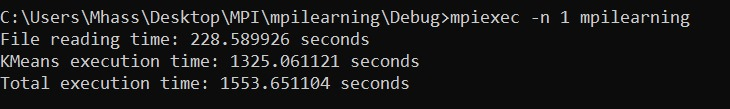 C:\Users\Mhass\Desktop\MPI\mpilearning\Debug>mpiexec -n 1 mpilearning
File reading time: 228.589926 seconds
KMeans execution time: 1325.061121 seconds
Total execution time: 1553.651104 seconds